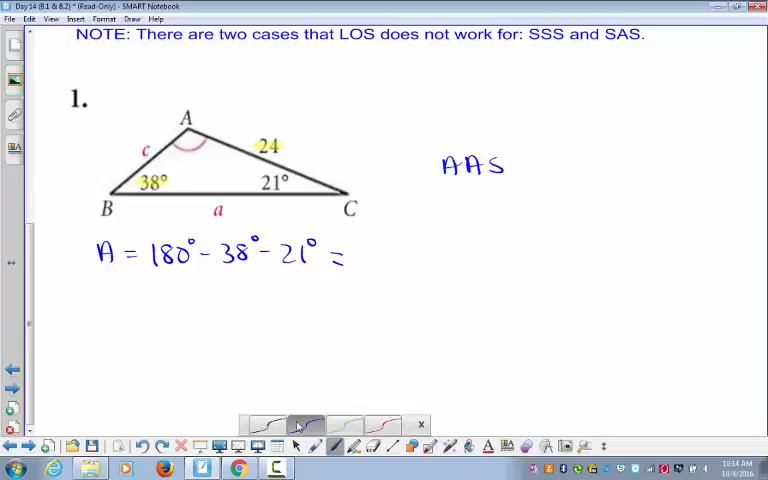 Day 14 (8.1 & 8.2) * (Read-Only) * - SMART Notebook
File Edit View Insert Format Draw Help
NOTE: There are two cases that LOS does not work for: SSS and SAS.
1.
A
c
24
AAS
38°
21°
B
a
C
A = 180° - 38° - 21° =
x
10:14 AM
10/4/2016